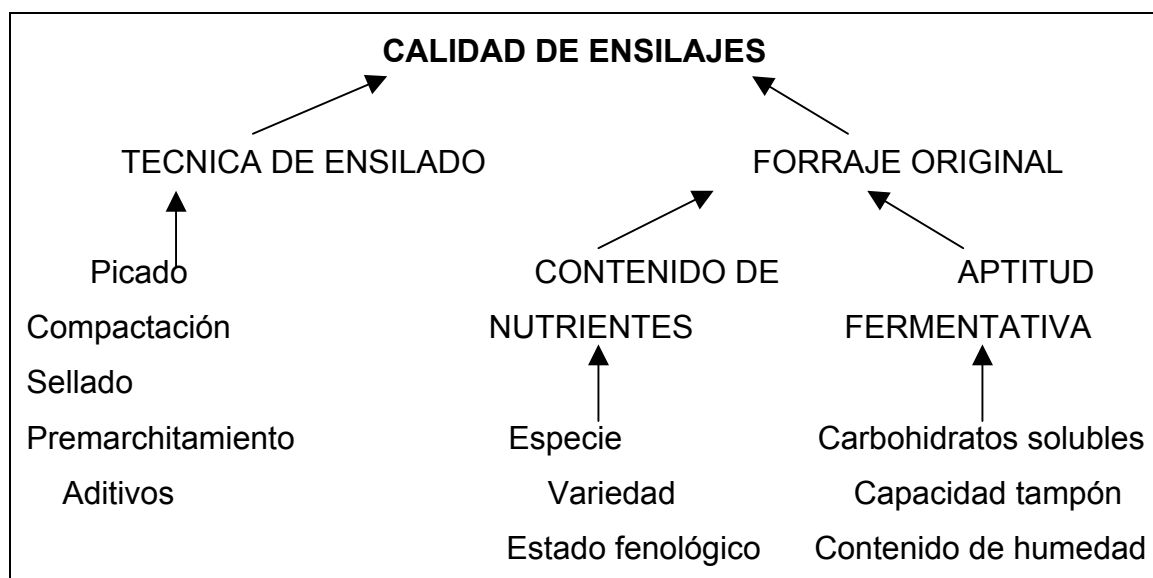 CALIDAD DE ENSILAJES
TECNICA DE ENSILADO
FORRAJE ORIGINAL
Picado
Compactación
Sellado
Premarchitamiento
Aditivos
CONTENIDO DE
NUTRIENTES
Especie
Variedad
Estado fenológico
APTITUD
FERMENTATIVA
Carbohidratos solubles
Capacidad tampón
Contenido de humedad